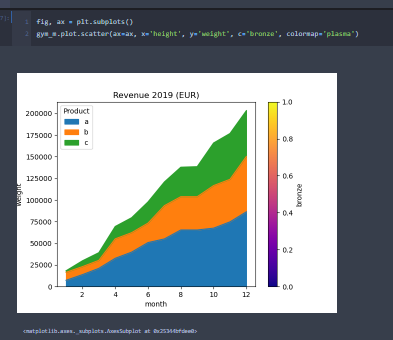 fig, ax = plt.subplots()
gym_m.plot.scatter(ax=ax, x='height', y='weight', c='bronze', colormap='plasma')
Revenue 2019 (EUR)
Product
a
b
c
200000
175000
150000
125000
100000
75000
50000
25000
0
weight
2 4 6 8 10 12
month
1.0
0.8
0.6
0.4
0.2
0.0
bronze
<matplotlib.axes._subplots.AxesSubplot at 0x25344bfdee0>